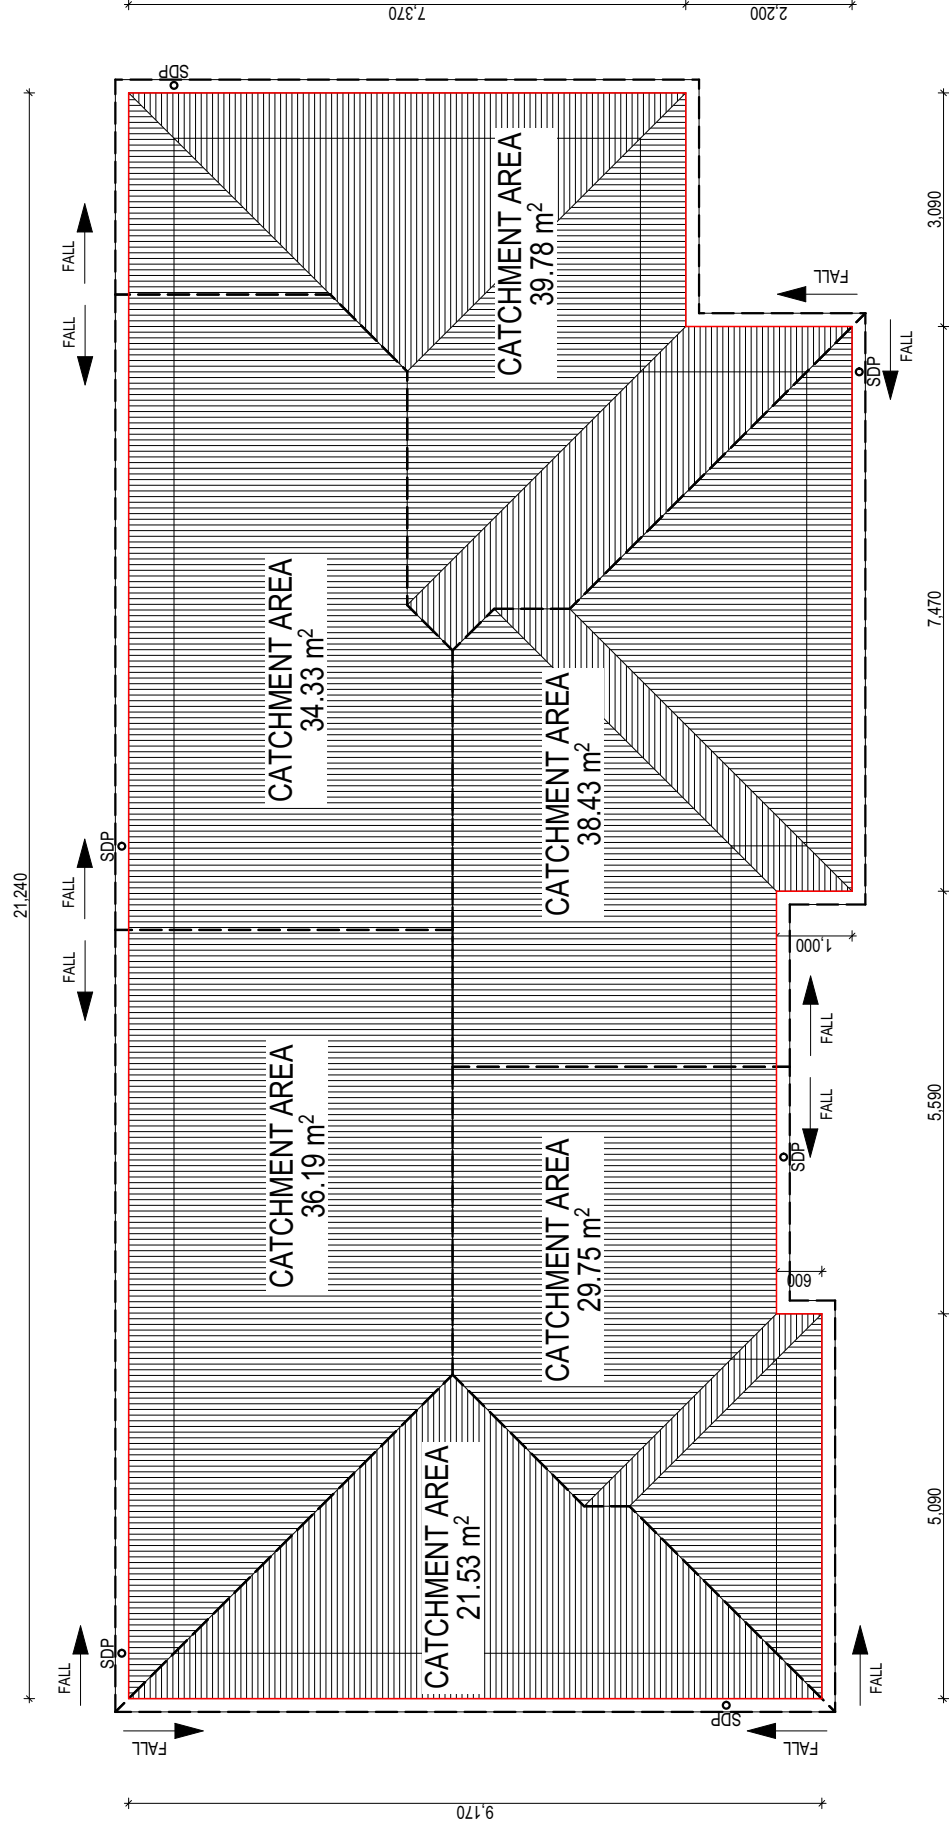 7,370
2,200
SDP
21,240
FALL
FALL
CATCHMENT AREA
39.78 m²
3,090
FALL
SDP
FALL
CATCHMENT AREA
34.33 m²
7,470
CATCHMENT AREA
38.43 m²
SDP
FALL
FALL
1,000
FALL
FALL
5,590
CATCHMENT AREA
36.19 m²
CATCHMENT AREA
29.75 m²
SDP
600
CATCHMENT AREA
21.53 m²
5,090
SDP
FALL
FALL
SDP
FALL
FALL
9,170